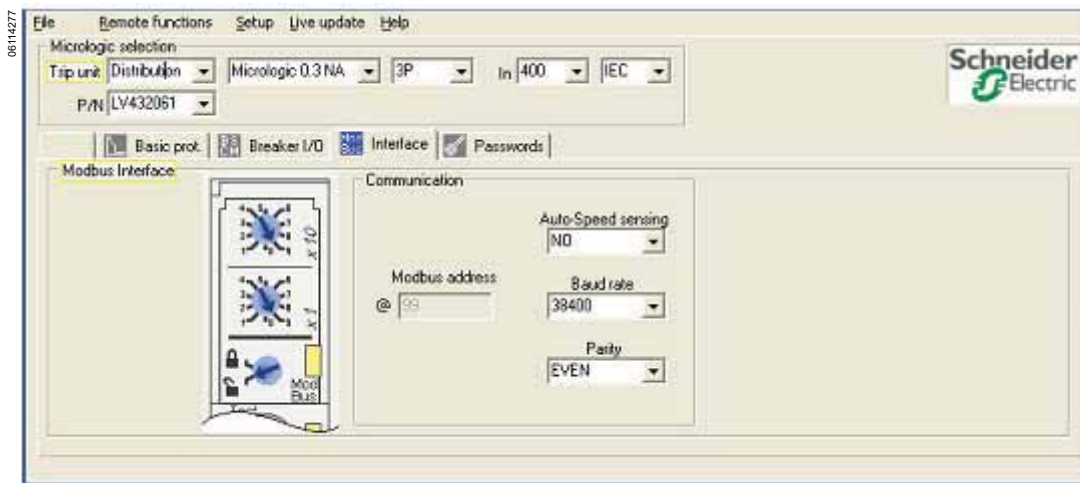 06114277
File Remote functions Setup Live update Help
Micrologic selection
Trip unit Distribution Micrologic 0.3 NA 3P In 400 IEC
P/N LV432061
Schneider
Electric
Basic prot. Breaker I/O Interface Passwords
Modbus Interface
Communication
x 10
x 1
Mod
Bus
Auto-Speed sensing
NO
Modbus address
@ 99
Baud rate
38400
Parity
EVEN